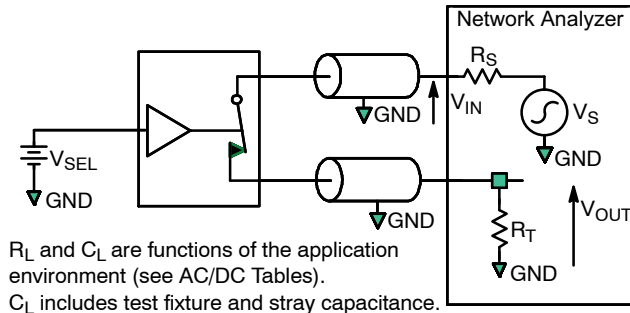 Network Analyzer
RS
GND
VIN
VS
VSEL
GND
GND
GND
VOUT
RT
GND
RL and CL are functions of the application
environment (see AC/DC Tables).
CL includes test fixture and stray capacitance.